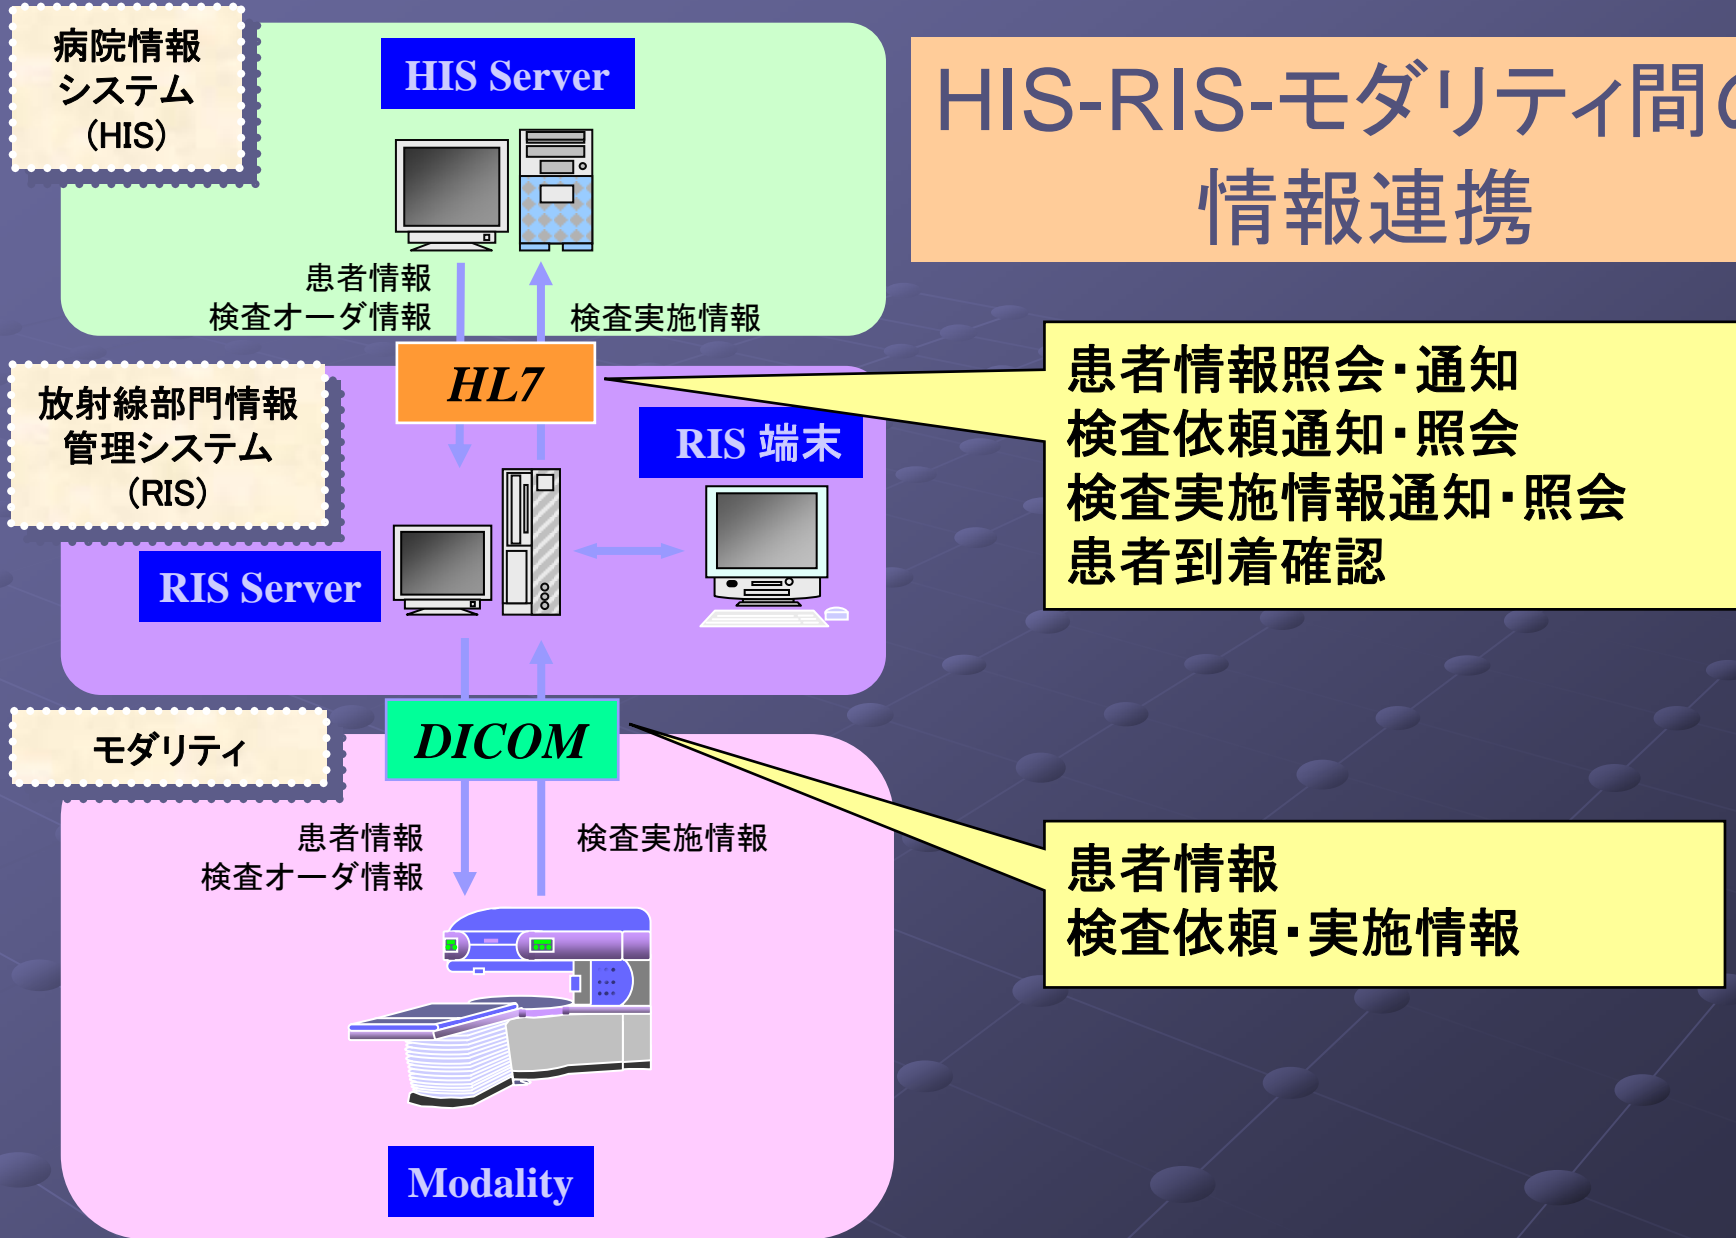 病院情報
システム
(HIS)
HIS Server
HIS-RIS-モダリティ間の
情報連携
患者情報
検査オーダ情報
検査実施情報
HL7
放射線部門情報
管理システム
(RIS)
RIS 端末
RIS Server
患者情報照会・通知
検査依頼通知・照会
検査実施情報通知・照会
患者到着確認
モダリティ
DICOM
患者情報
検査オーダ情報
検査実施情報
患者情報
検査依頼・実施情報
Modality